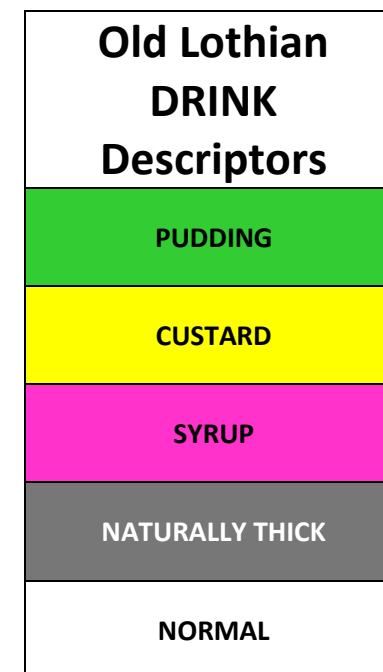 Old Lothian
DRINK
Descriptors
PUDDING
CUSTARD
SYRUP
NATURALLY THICK
NORMAL